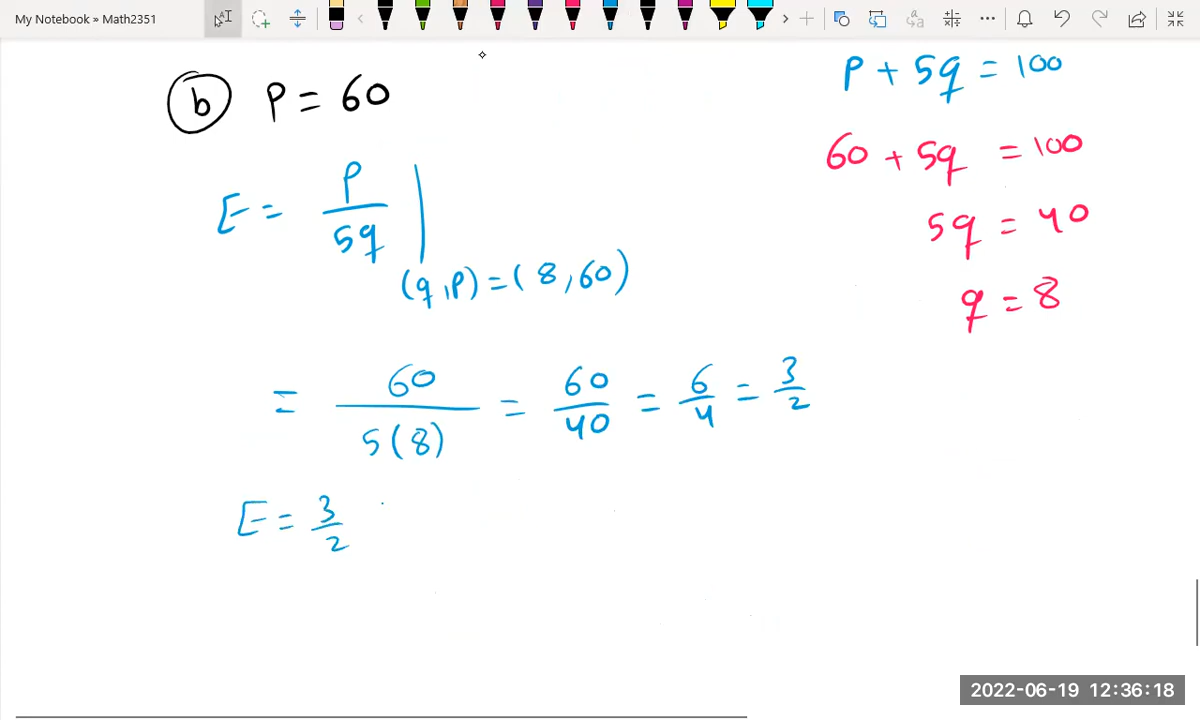 My Notebook » Math2351
b P = 60
E = P/5q | (q,p) = (8,60)
= 60/5(8) = 60/40 = 6/4 = 3/2
E = 3/2
P + 5q = 100
60 + 5q = 100
5q = 40
q = 8
2022-06-19 12:36:18